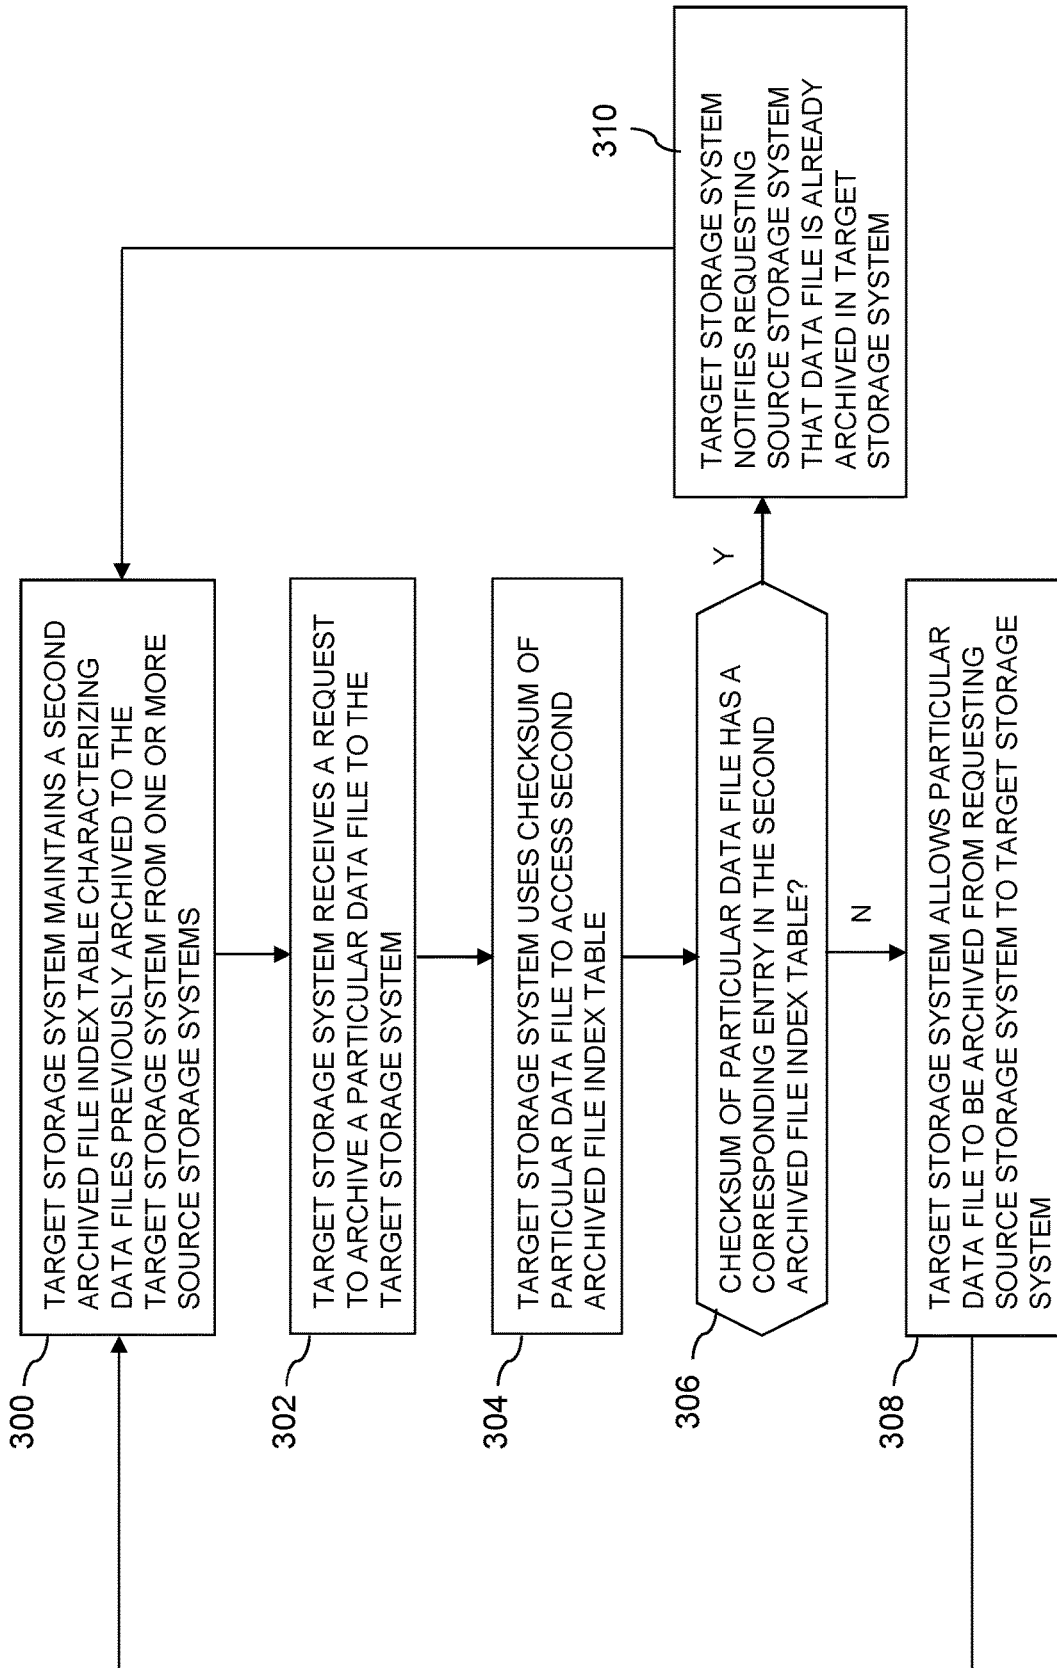 300
TARGET STORAGE SYSTEM MAINTAINS A SECOND
ARCHIVED FILE INDEX TABLE CHARACTERIZING
DATA FILES PREVIOUSLY ARCHIVED TO THE
TARGET STORAGE SYSTEM FROM ONE OR MORE
SOURCE STORAGE SYSTEMS
302
TARGET STORAGE SYSTEM RECEIVES A REQUEST
TO ARCHIVE A PARTICULAR DATA FILE TO THE
TARGET STORAGE SYSTEM
304
TARGET STORAGE SYSTEM USES CHECKSUM OF
PARTICULAR DATA FILE TO ACCESS SECOND
ARCHIVED FILE INDEX TABLE
306
CHECKSUM OF PARTICULAR DATA FILE HAS A
CORRESPONDING ENTRY IN THE SECOND
ARCHIVED FILE INDEX TABLE?
Y
310
TARGET STORAGE SYSTEM
NOTIFIES REQUESTING
SOURCE STORAGE SYSTEM
THAT DATA FILE IS ALREADY
ARCHIVED IN TARGET
STORAGE SYSTEM
N
308
TARGET STORAGE SYSTEM ALLOWS PARTICULAR
DATA FILE TO BE ARCHIVED FROM REQUESTING
SOURCE STORAGE SYSTEM TO TARGET STORAGE
SYSTEM